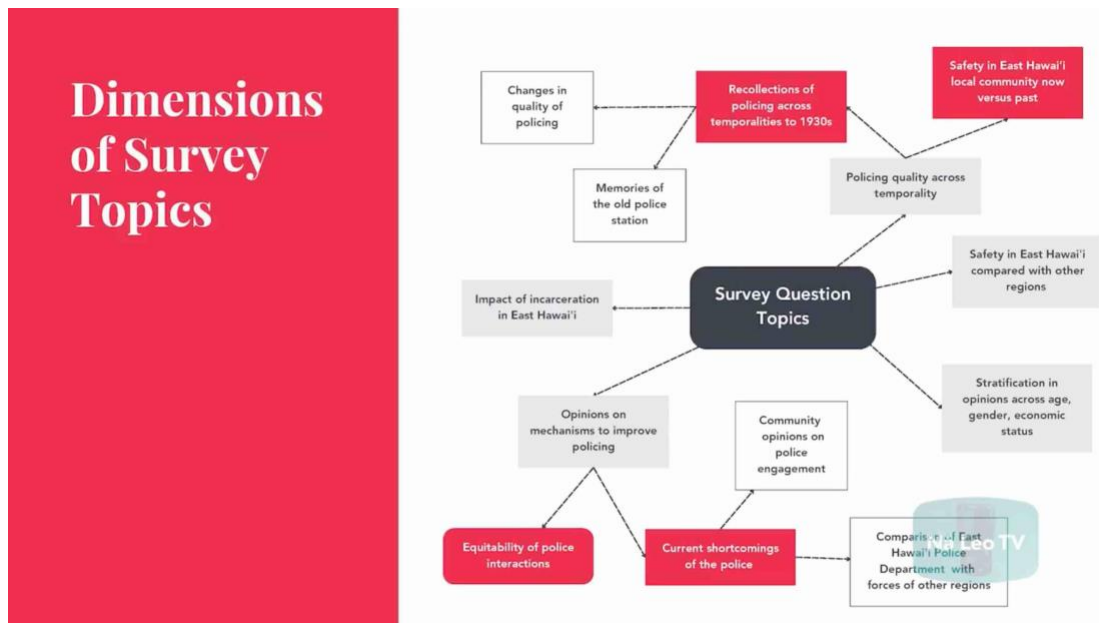 Dimensions
of Survey
Topics
Changes in
quality of
policing
Recollections of
policing across
temporalities to 1930s
Safety in East Hawai'i
local community now
versus past
Memories of
the old police
station
Policing quality across
temporality
Impact of incarceration
in East Hawai'i
Survey Question
Topics
Safety in East Hawai'i
compared with other
regions
Opinions on
mechanisms to improve
policing
Community
opinions on
police
engagement
Stratification in
opinions across age,
gender, economic
status
Equitability of police
interactions
Current shortcomings
of the police
Comparison of East
Hawai'i Police
Department with
forces of other regions
Na Leo TV